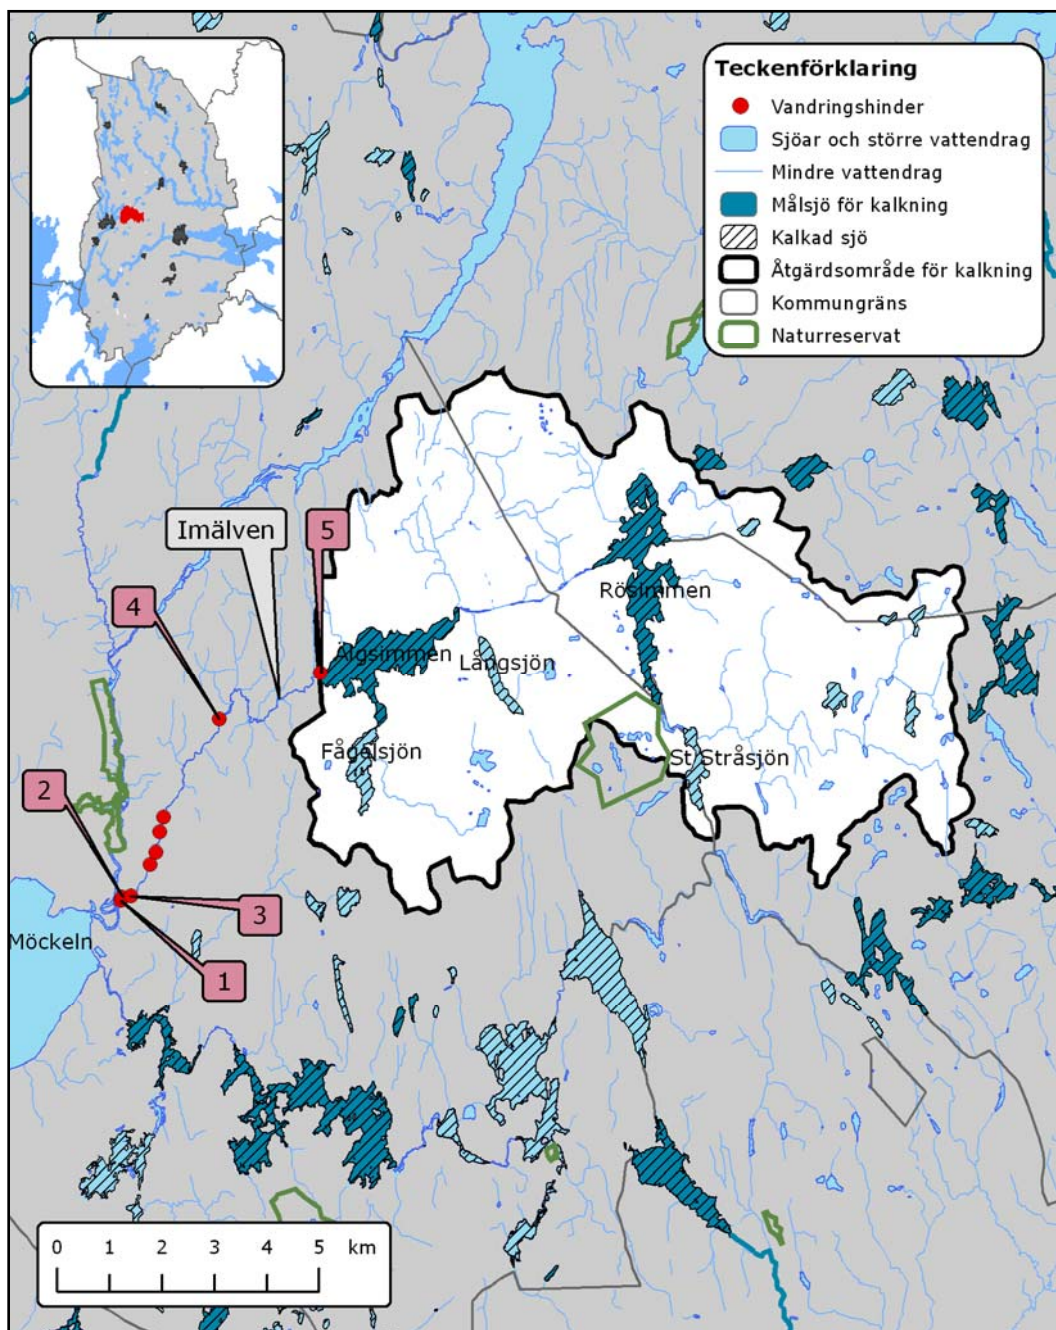 Teckenförklaring
Vandringshinder
Sjöar och större vattendrag
Mindre vattendrag
Målsjö för kalkning
Kalkad sjö
Åtgärdsområde för kalkning
Kommungräns
Naturreservat
Imälven
5
4
Rösimmen
Älgsimmen
Långsjön
Fågelsjön
St Stråsjön
2
3
Möckeln
1
0 1 2 3 4 5 km